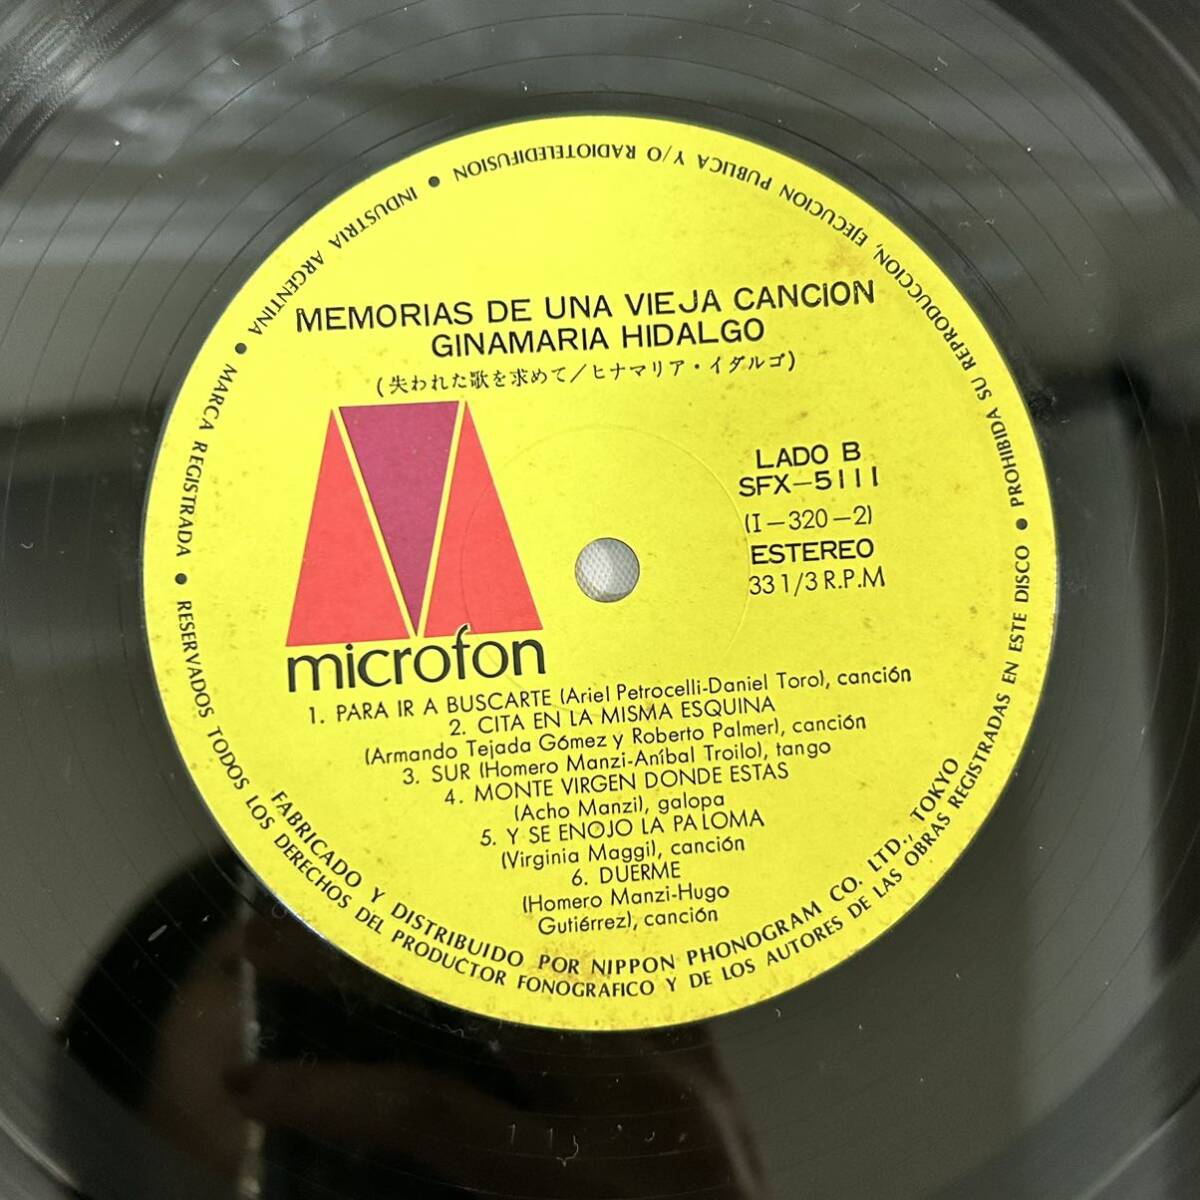 MEMORIAS DE UNA VIEJA CANCION
GINAMARIA HIDALGO
(失われた歌を求めて/ヒナマリア・イダルゴ)
LADO B
SFX-5111
(I-320-2)
ESTEREO
33 1/3 R.P.M
microfon
1. PARA IR A BUSCARTE (Ariel Petrocelli-Daniel Toro), canción
2. CITA EN LA MISMA ESQUINA
(Armando Tejada Gómez y Roberto Palmer), canción
3. SUR (Homero Manzi-Aníbal Troilo), tango
4. MONTE VIRGEN DONDE ESTAS
(Acho Manzi), galopa
5. Y SE ENOJO LA PALOMA
(Virginia Maggi), canción
6. DUERME
(Homero Manzi-Hugo
Gutiérrez), canción
FABRICADO Y DISTRIBUIDO POR NIPPON PHONOGRAM CO. LTD., TOKYO
INDUSTRIA ARGENTINA • MARCA REGISTRADA • RESERVADOS TODOS LOS DERECHOS DEL PRODUCTOR FONOGRAFICO Y DE LOS AUTORES DE LAS OBRAS REGISTRADAS EN ESTE DISCO • PROHIBIDA SU REPRODUCCION, EJECUCION PUBLICA Y/O RADIOTELEDIFUSION •